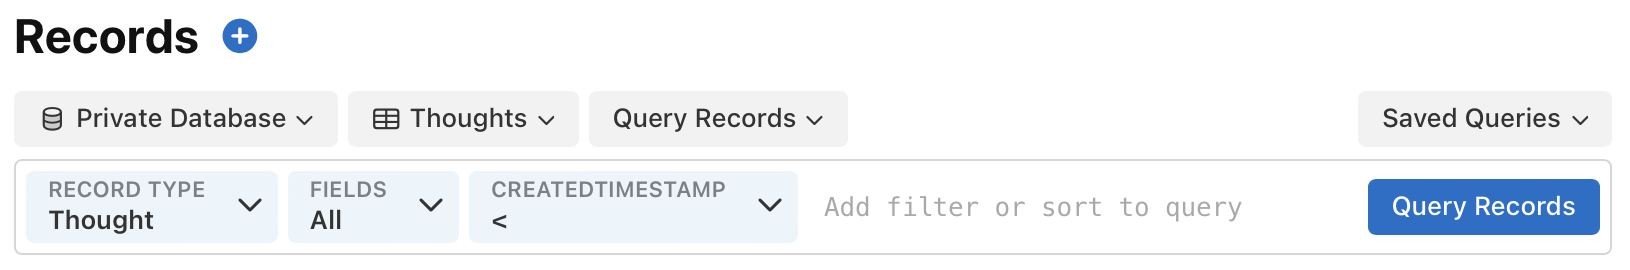 Records
Private Database
Thoughts
Query Records
Saved Queries
RECORD TYPE
Thought
FIELDS
All
CREATEDTIMESTAMP
<
Add filter or sort to query
Query Records